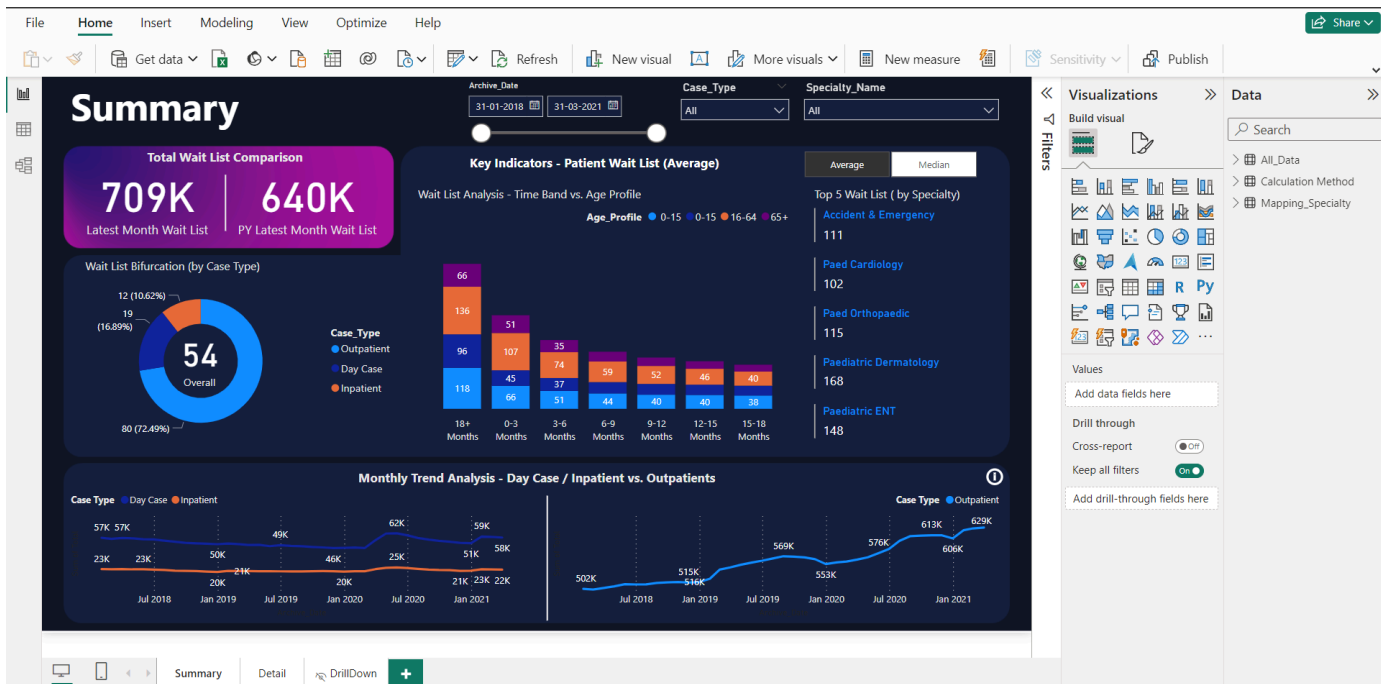 File Home Insert Modeling View Optimize Help Share
Get data Refresh New visual More visuals New measure Sensitivity Publish
Summary
Archive_Date
31-01-2018 31-03-2021
Case_Type
All
Specialty_Name
All
Total Wait List Comparison
709K 640K
Latest Month Wait List PY Latest Month Wait List
Wait List Bifurcation (by Case Type)
12 (10.62%)
19
(16.89%)
54
Overall
80 (72.49%)
Case_Type
Outpatient
Day Case
Inpatient
Key Indicators - Patient Wait List (Average)
Average Median
Wait List Analysis - Time Band vs. Age Profile
Age_Profile 0-15 0-15 16-64 65+
66
136 51
96 107 35
118 45 74 59 52 46 40
66 37
51 44 40 40 38
18+ 0-3 3-6 6-9 9-12 12-15 15-18
Months Months Months Months Months Months Months
Top 5 Wait List ( by Specialty)
Accident & Emergency
111
Paed Cardiology
102
Paed Orthopaedic
115
Paediatric Dermatology
168
Paediatric ENT
148
Monthly Trend Analysis - Day Case / Inpatient vs. Outpatients
Case Type Day Case Inpatient
57K 57K 50K 49K 46K 62K 51K 59K 58K
23K 23K 20K 21K 20K 25K 21K 23K 22K
Jul 2018 Jan 2019 Jul 2019 Jan 2020 Jul 2020 Jan 2021
Case Type Outpatient
502K 515K 516K 569K 553K 576K 613K 606K 629K
Jul 2018 Jan 2019 Jul 2019 Jan 2020 Jul 2020 Jan 2021
Filters
Visualizations
Build visual
123
R Py
123
Values
Add data fields here
Drill through
Cross-report Off
Keep all filters On
Add drill-through fields here
Data
Search
All_Data
Calculation Method
Mapping_Specialty
Summary Detail DrillDown +